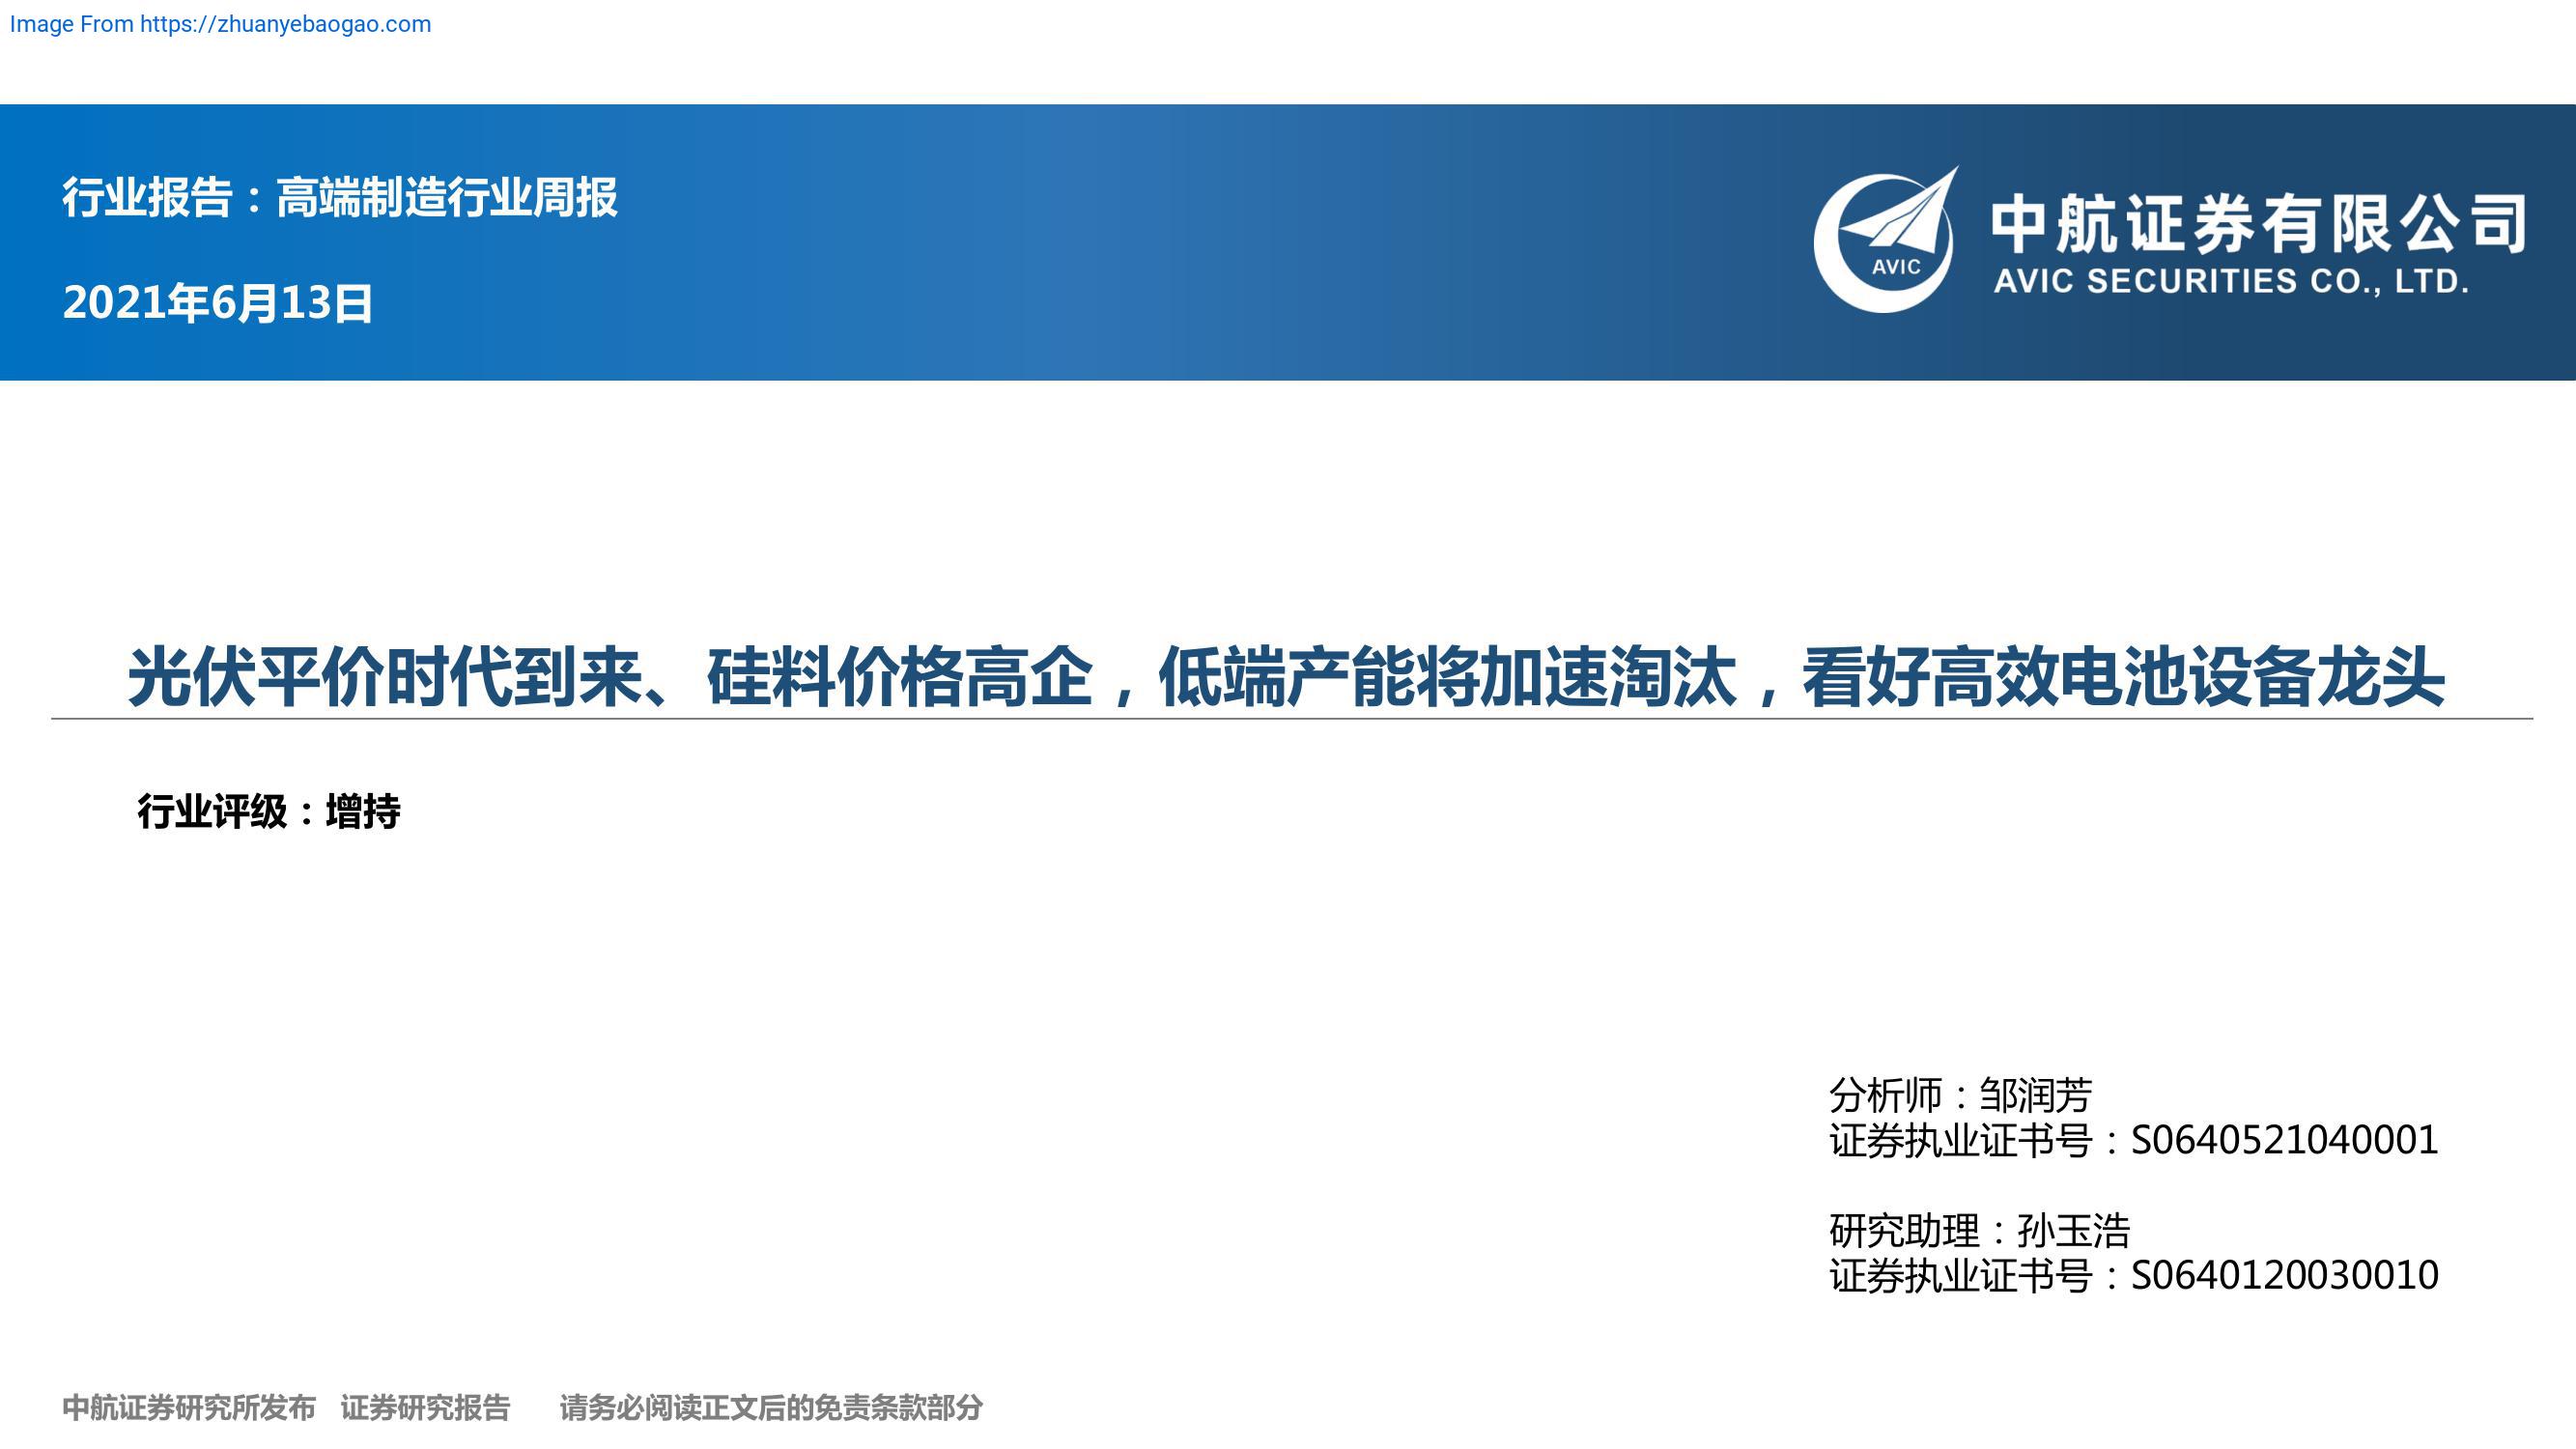 Image From https://zhuanyebaogao.com
行业报告：高端制造行业周报
2021年6月13日
AVIC
中航证券有限公司
AVIC SECURITIES CO., LTD.
光伏平价时代到来、硅料价格高企，低端产能将加速淘汰，看好高效电池设备龙头
行业评级：增持
分析师：邹润芳
证券执业证书号：S0640521040001
研究助理：孙玉浩
证券执业证书号：S0640120030010
中航证券研究所发布 证券研究报告 请务必阅读正文后的免责条款部分